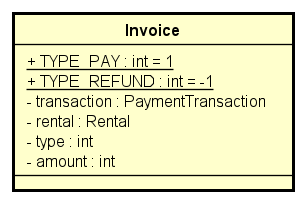 Invoice
+ TYPE_PAY : int = 1
+ TYPE_REFUND : int = -1
- transaction : PaymentTransaction
- rental : Rental
- type : int
- amount : int